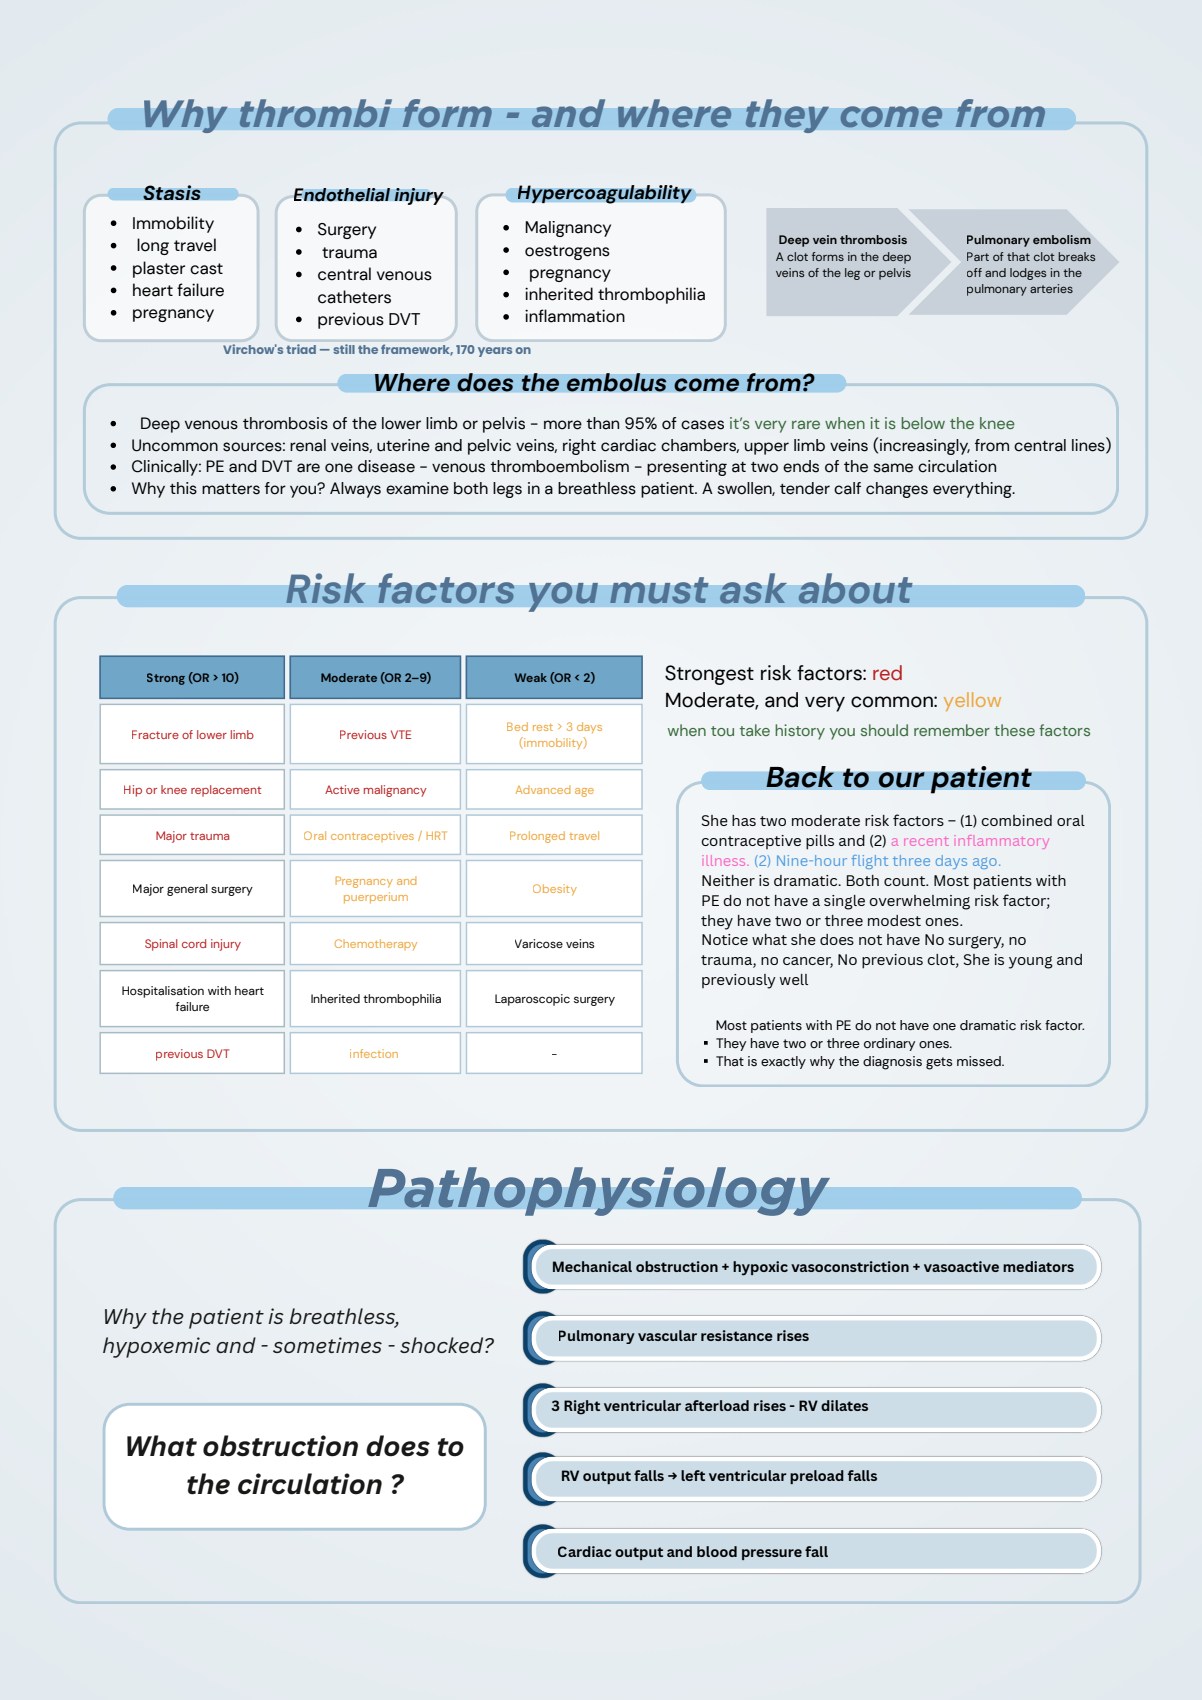 Why thrombi form - and where they come from
Stasis
• Immobility
• long travel
• plaster cast
• heart failure
• pregnancy
Endothelial injury
• Surgery
• trauma
• central venous
catheters
• previous DVT
Hypercoagulability
• Malignancy
• oestrogens
• pregnancy
• inherited thrombophilia
• inflammation
Deep vein thrombosis
A clot forms in the deep
veins of the leg or pelvis
Pulmonary embolism
Part of that clot breaks
off and lodges in the
pulmonary arteries
Virchow's triad — still the framework, 170 years on
Where does the embolus come from?
• Deep venous thrombosis of the lower limb or pelvis – more than 95% of cases it's very rare when it is below the knee
• Uncommon sources: renal veins, uterine and pelvic veins, right cardiac chambers, upper limb veins (increasingly, from central lines)
• Clinically: PE and DVT are one disease – venous thromboembolism – presenting at two ends of the same circulation
• Why this matters for you? Always examine both legs in a breathless patient. A swollen, tender calf changes everything.
Risk factors you must ask about
Strong (OR > 10) Moderate (OR 2–9) Weak (OR < 2)
Fracture of lower limb Previous VTE Bed rest > 3 days
(immobility)
Hip or knee replacement Active malignancy Advanced age
Major trauma Oral contraceptives / HRT Prolonged travel
Major general surgery Pregnancy and
puerperium Obesity
Spinal cord injury Chemotherapy Varicose veins
Hospitalisation with heart
failure Inherited thrombophilia Laparoscopic surgery
previous DVT infection -
Strongest risk factors: red
Moderate, and very common: yellow
when tou take history you should remember these factors
Back to our patient
She has two moderate risk factors – (1) combined oral
contraceptive pills and (2) a recent inflammatory
illness. (2) Nine-hour flight three days ago.
Neither is dramatic. Both count. Most patients with
PE do not have a single overwhelming risk factor;
they have two or three modest ones.
Notice what she does not have No surgery, no
trauma, no cancer, No previous clot, She is young and
previously well
Most patients with PE do not have one dramatic risk factor.
▪ They have two or three ordinary ones.
▪ That is exactly why the diagnosis gets missed.
Pathophysiology
Why the patient is breathless,
hypoxemic and - sometimes - shocked?
What obstruction does to
the circulation ?
Mechanical obstruction + hypoxic vasoconstriction + vasoactive mediators
Pulmonary vascular resistance rises
3 Right ventricular afterload rises - RV dilates
RV output falls → left ventricular preload falls
Cardiac output and blood pressure fall